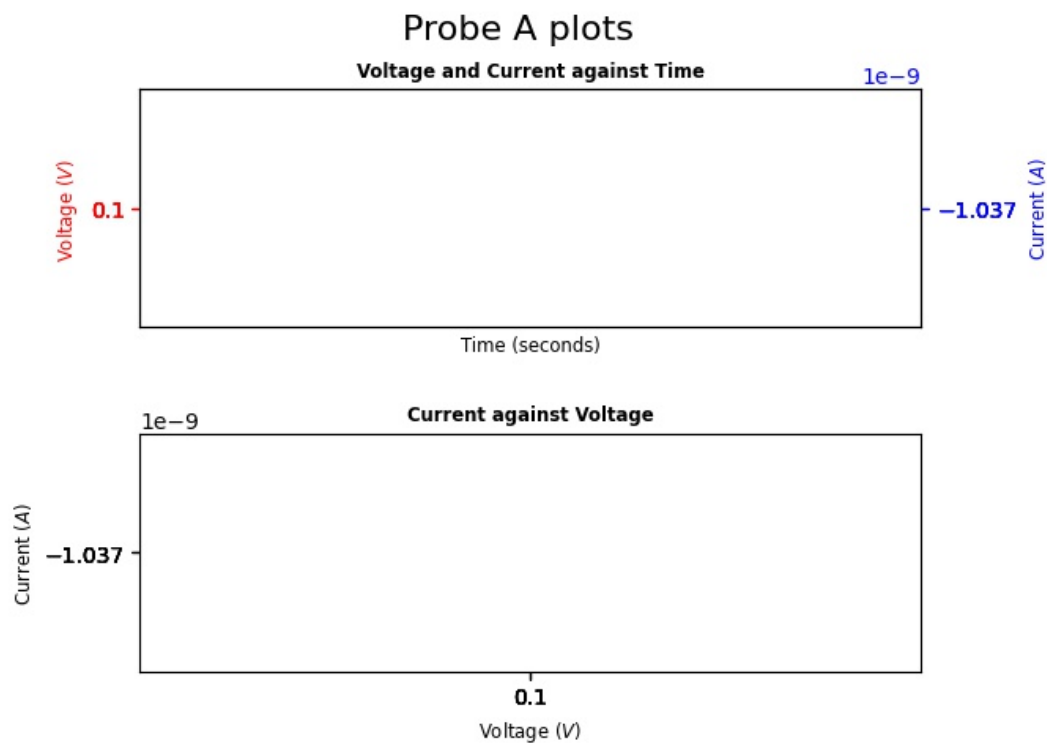 Probe A plots
Voltage and Current against Time
1e−9
Voltage (V)
0.1
−1.037
Current (A)
Time (seconds)
Current against Voltage
1e−9
Current (A)
−1.037
0.1
Voltage (V)